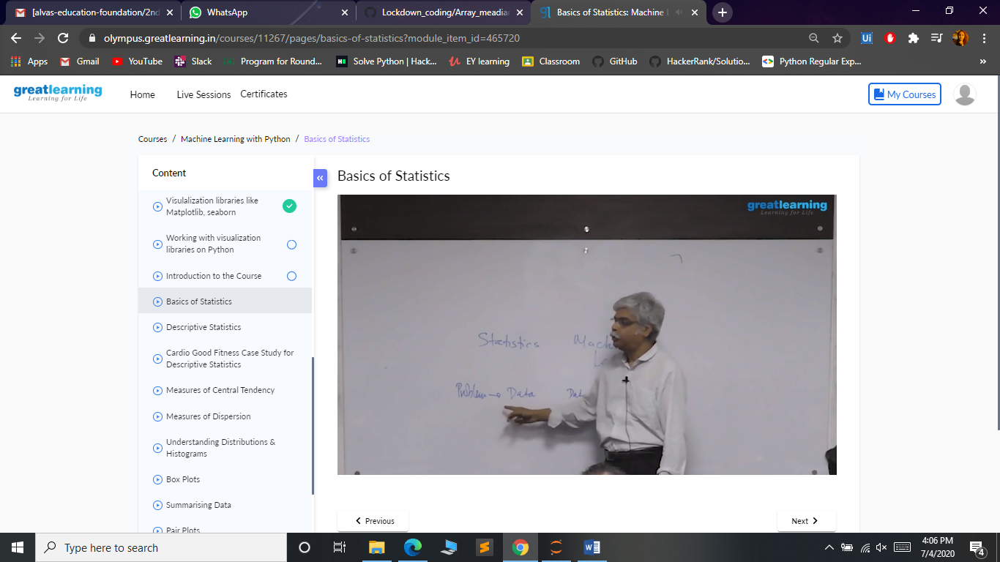 [alvas-education-foundation/2nd
WhatsApp
Lockdown_coding/Array_meadia
Basics of Statistics: Machine L
olympus.greatlearning.in/courses/11267/pages/basics-of-statistics?module_item_id=465720
Ui
Apps
Gmail
YouTube
Slack
Program for Round...
Solve Python | Hack...
EY learning
Classroom
GitHub
HackerRank/Solutio...
Python Regular Exp...
»
greatlearning
Learning for Life
Home
Live Sessions
Certificates
My Courses
Courses / Machine Learning with Python / Basics of Statistics
Content
«
Visulalization libraries like
Matplotlib, seaborn
Working with visualization
libraries on Python
Introduction to the Course
Basics of Statistics
Descriptive Statistics
Cardio Good Fitness Case Study for
Descriptive Statistics
Measures of Central Tendency
Measures of Dispersion
Understanding Distributions &
Histograms
Box Plots
Summarising Data
Pair Plots
Basics of Statistics
greatlearning
Learning for Life
Statistics Mach
Problem → Data Dat
Previous
Next
Type here to search
4:06 PM
7/4/2020
4